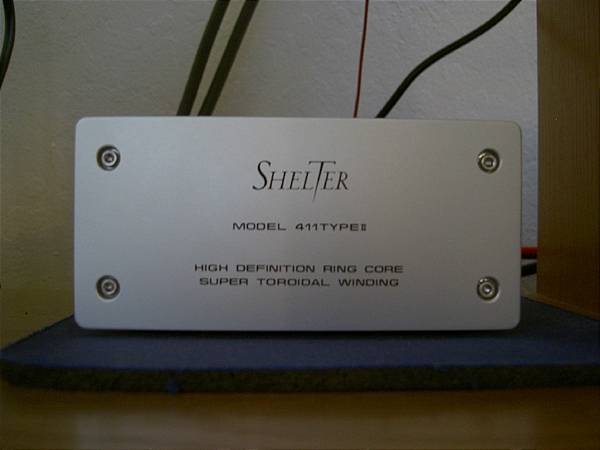 SHELTER
MODEL 411TYPEⅡ
HIGH DEFINITION RING CORE
SUPER TOROIDAL WINDING